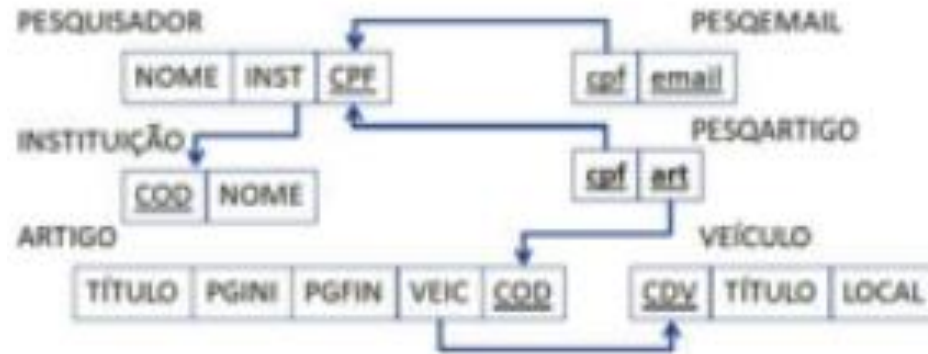 PESQUISADOR PESQEMAIL
NOME INST CPF cpf email
INSTITUIÇÃO PESQARTIGO
COD NOME cpf art
ARTIGO VEÍCULO
TÍTULO PGINI PGFIN VEIC COD CDV TÍTULO LOCAL